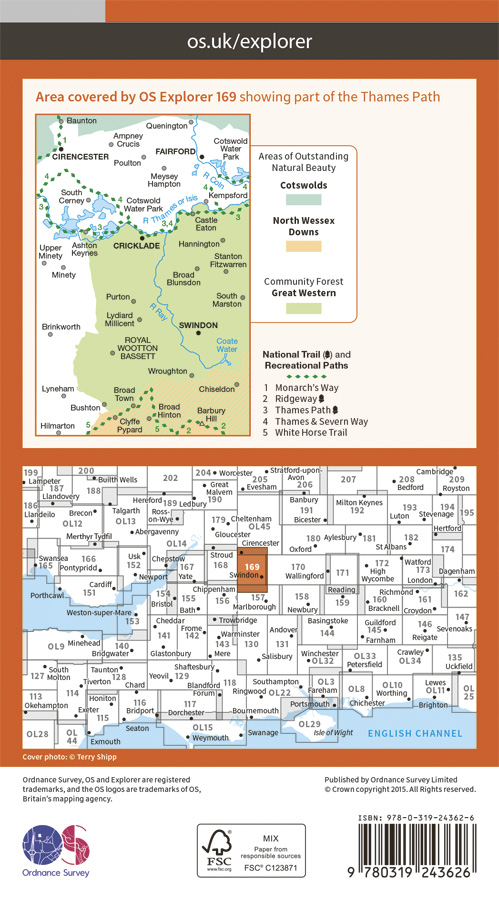 os.uk/explorer
Area covered by OS Explorer 169 showing part of the Thames Path
Baunton
Quenington
Ampney
Crucis
1
CIRENCESTER
FAIRFORD
Cotswold
Water
Park
Poulton
Meysey
Hampton
R Coln
4
4
South
Cerney
Cotswold
Water Park
Kempsford
3
R Thames or Isis
3,4
Castle
Eaton
3
3
Ashton
Keynes
CRICKLADE
Hannington
Upper
Minety
Minety
Stanton
Fitzwarren
Broad
Blunsdon
Purton
South
Marston
Lydiard
Millicent
R Ray
Brinkworth
SWINDON
ROYAL
WOOTTON
BASSETT
Coate
Water
Wroughton
Lyneham
Chiseldon
Broad
Town
Bushton
Broad
Hinton
Barbury
Hill
Clyffe
Pypard
Hilmarton
5
5
2
2
Areas of Outstanding
Natural Beauty
Cotswolds
North Wessex
Downs
Community Forest
Great Western
National Trail ( ) and
Recreational Paths
1 Monarch's Way
2 Ridgeway
3 Thames Path
4 Thames & Severn Way
5 White Horse Trail
199
200
Builth Wells
202
204
Worcester
Stratford-upon-
Avon
Cambridge
Lampeter
187
188
Llandovery
Great
Malvern
190
205
Evesham
206
207
208
Bedford
209
Royston
186
Llandeilo
Brecon
OL12
Talgarth
OL13
Hereford
189
Ledbury
Ross-
on-Wye
Banbury
191
Bicester
Milton Keynes
192
193
Luton
194
Stevenage
195
Abergavenny
179
Cheltenham
OL45
Gloucester
Hertford
Merthyr Tydfil
OL14
Cirencester
180
Oxford
Aylesbury
181
182
St Albans
174
Swansea
165
166
Pontypridd
Usk
152
Newport
Chepstow
167
Yate
Stroud
168
169
Swindon
170
Wallingford
171
172
High
Wycombe
Watford
173
London
Dagenham
Porthcawl
Cardiff
151
154
Bristol
155
Bath
Chippenham
156
157
Marlborough
158
Newbury
Reading
159
Richmond
160
Bracknell
161
Croydon
162
Weston-super-Mare
153
Trowbridge
Sevenoaks
147
OL9
Minehead
140
Bridgwater
Cheddar
141
Glastonbury
Frome
142
Warminster
143
Mere
130
Salisbury
Andover
131
Basingstoke
144
Farnham
Guildford
145
146
Reigate
Winchester
OL32
OL33
Petersfield
Crawley
OL34
135
Uckfield
127
South
Molton
114
Taunton
128
Tiverton
Chard
Yeovil
129
Shaftesbury
118
Blandford
Forum
Ringwood
Southampton
OL22
OL3
Fareham
OL8
Chichester
OL10
Worthing
Lewes
OL11
Brighton
OL
25
113
Okehampton
Exeter
Honiton
115
116
Bridport
117
Dorchester
Bournemouth
Portsmouth
OL28
OL
44
Exmouth
Seaton
OL15
Weymouth
Swanage
OL29
Isle of Wight
ENGLISH CHANNEL
Cover photo: © Terry Shipp
Ordnance Survey, OS and Explorer are registered
trademarks, and the OS logos are trademarks of OS,
Britain's mapping agency.
Published by Ordnance Survey Limited
© Crown copyright 2015. All Rights reserved.
OS
Ordnance Survey
FSC
www.fsc.org
MIX
Paper from
responsible sources
FSC® C123871
ISBN: 978-0-319-24362-6
9 780319 243626